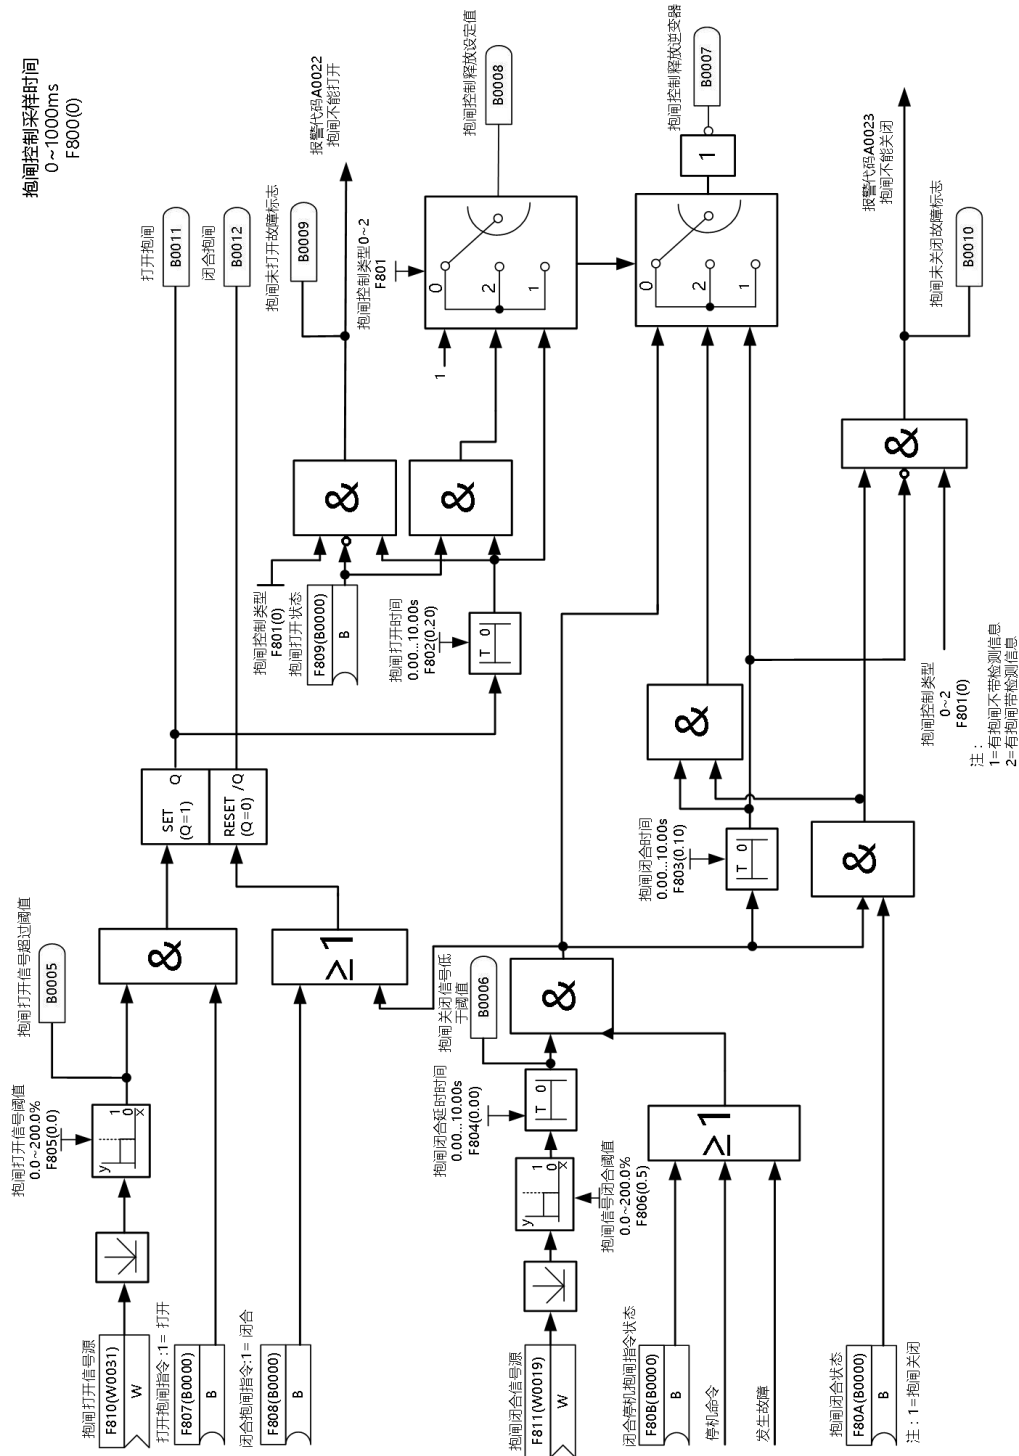 抱闸控制采样时间
0~1000ms
F800(0)
抱闸打开信号源
F810(W0031)
W
抱闸打开信号阈值
0.0~200.0%
F805(0.0)
y
1
0
x
抱闸打开信号超过阈值
B0005
打开抱闸指令:1= 打开
F807(B0000)
B
&
SET
(Q=1)
Q
RESET
(Q=0)
/Q
打开抱闸
B0011
闭合抱闸
B0012
闭合抱闸指令:1= 闭合
F808(B0000)
B
≥1
抱闸控制类型
F801(0)
抱闸打开状态
F809(B0000)
B
&
抱闸未打开故障标志
B0009
报警代码A0022
抱闸不能打开
抱闸打开时间
0.00...10.00s
F802(0.20)
T 0
&
抱闸控制类型0~2
F801
1
0
2
1
抱闸控制释放设定值
B0008
抱闸闭合信号源
F811(W0019)
W
y
1
0
x
抱闸信号闭合阈值
0.0~200.0%
F806(0.5)
抱闸闭合延时时间
0.00...10.00s
F804(0.00)
T 0
抱闸关闭信号低
于阈值
B0006
&
闭合停机抱闸指令状态
F80B(B0000)
B
停机命令
发生故障
≥1
抱闸闭合时间
0.00...10.00s
F803(0.10)
T 0
&
0
2
1
1
抱闸控制释放逆变器
B0007
抱闸闭合状态
F80A(B0000)
B
注：1=抱闸关闭
&
抱闸控制类型
0~2
F801(0)
&
报警代码A0023
抱闸不能关闭
抱闸未关闭故障标志
B0010
注：
1=有抱闸不带检测信息
2=有抱闸带检测信息